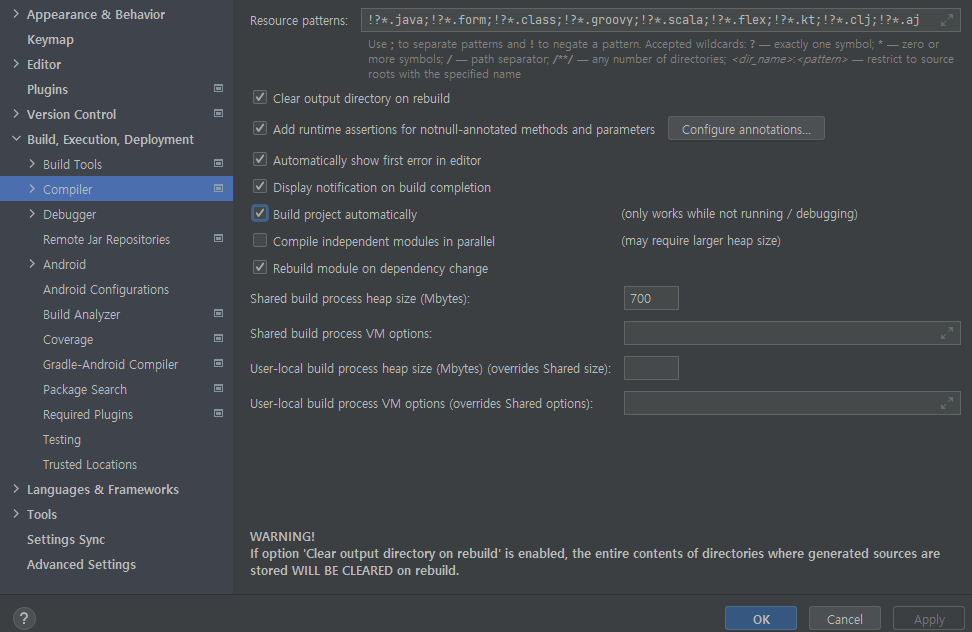 Appearance & Behavior
Keymap
Editor
Plugins
Version Control
Build, Execution, Deployment
Build Tools
Compiler
Debugger
Remote Jar Repositories
Android
Android Configurations
Build Analyzer
Coverage
Gradle-Android Compiler
Package Search
Required Plugins
Testing
Trusted Locations
Languages & Frameworks
Tools
Settings Sync
Advanced Settings
Resource patterns: !?*.java;!?*.form;!?*.class;!?*.groovy;!?*.scala;!?*.flex;!?*.kt;!?*.clj;!?*.aj
Use ; to separate patterns and ! to negate a pattern. Accepted wildcards: ? — exactly one symbol; * — zero or
more symbols; / — path separator; /**/ — any number of directories; <dir_name>:<pattern> — restrict to source
roots with the specified name
Clear output directory on rebuild
Add runtime assertions for notnull-annotated methods and parameters Configure annotations...
Automatically show first error in editor
Display notification on build completion
Build project automatically (only works while not running / debugging)
Compile independent modules in parallel (may require larger heap size)
Rebuild module on dependency change
Shared build process heap size (Mbytes): 700
Shared build process VM options:
User-local build process heap size (Mbytes) (overrides Shared size):
User-local build process VM options (overrides Shared options):
WARNING!
If option 'Clear output directory on rebuild' is enabled, the entire contents of directories where generated sources are
stored WILL BE CLEARED on rebuild.
? OK Cancel Apply